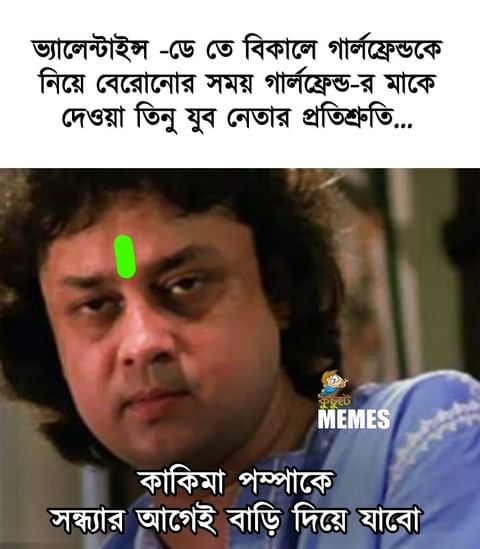 ভ্যালেন্টাইন্স -ডে তে বিকালে গার্লফ্রেন্ডকে
নিয়ে বেরোনোর সময় গার্লফ্রেন্ড-র মাকে
দেওয়া তিনু যুব নেতার প্রতিশ্রুতি...
কুচুটে
MEMES
কাকিমা পম্পাকে
সন্ধ্যার আগেই বাড়ি দিয়ে যাবো